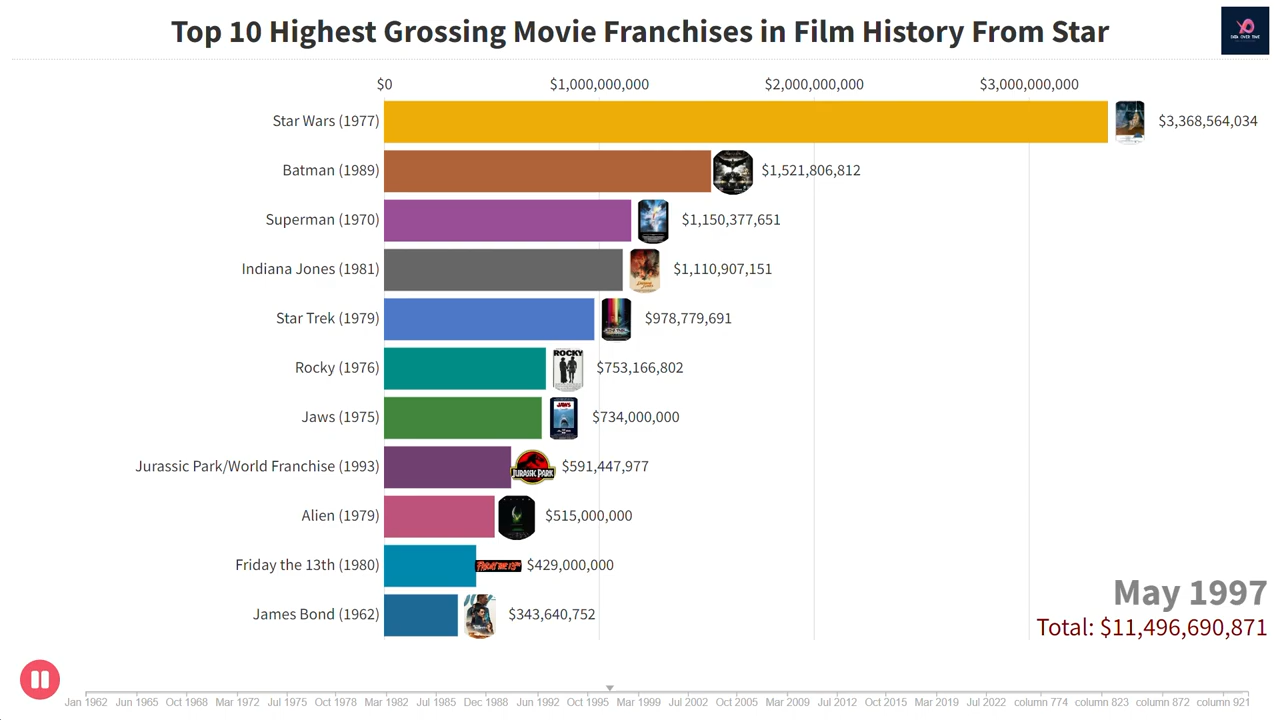 Top 10 Highest Grossing Movie Franchises in Film History From Star
DATA OVER TIME
$0 $1,000,000,000 $2,000,000,000 $3,000,000,000
Star Wars (1977) $3,368,564,034
Batman (1989) $1,521,806,812
Superman (1970) $1,150,377,651
Indiana Jones (1981) $1,110,907,151
Star Trek (1979) $978,779,691
Rocky (1976) ROCKY $753,166,802
Jaws (1975) JAWS $734,000,000
Jurassic Park/World Franchise (1993) JURASSIC PARK $591,447,977
Alien (1979) $515,000,000
Friday the 13th (1980) FRIDAY THE 13TH $429,000,000
James Bond (1962) $343,640,752
May 1997
Total: $11,496,690,871
Jan 1962 Jun 1965 Oct 1968 Mar 1972 Jul 1975 Oct 1978 Mar 1982 Jul 1985 Dec 1988 Jun 1992 Oct 1995 Mar 1999 Jul 2002 Oct 2005 Mar 2009 Jul 2012 Oct 2015 Mar 2019 Jul 2022 column 774 column 823 column 872 column 921